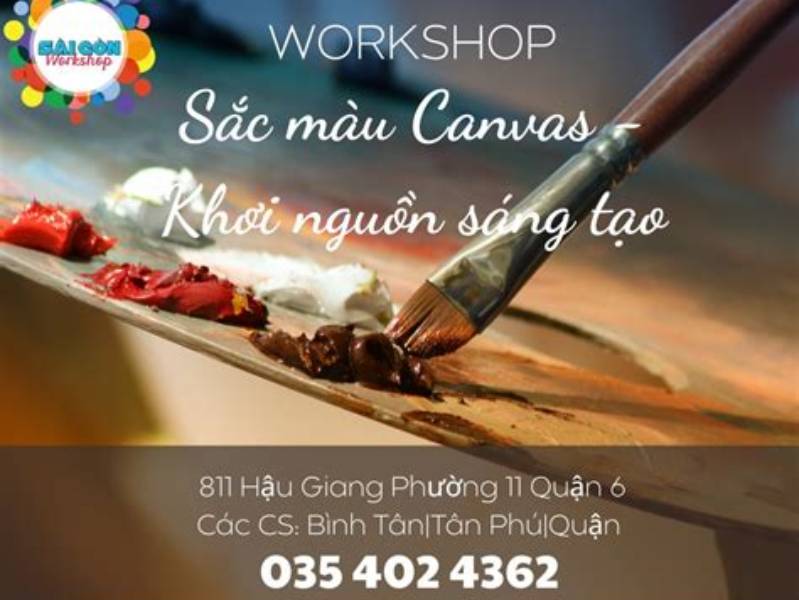 SÀI GÒN
Workshop
WORKSHOP
Sắc màu Canvas -
Khơi nguồn sáng tạo
811 Hậu Giang Phường 11 Quận 6
Các CS: Bình Tân|Tân Phú|Quận
035 402 4362